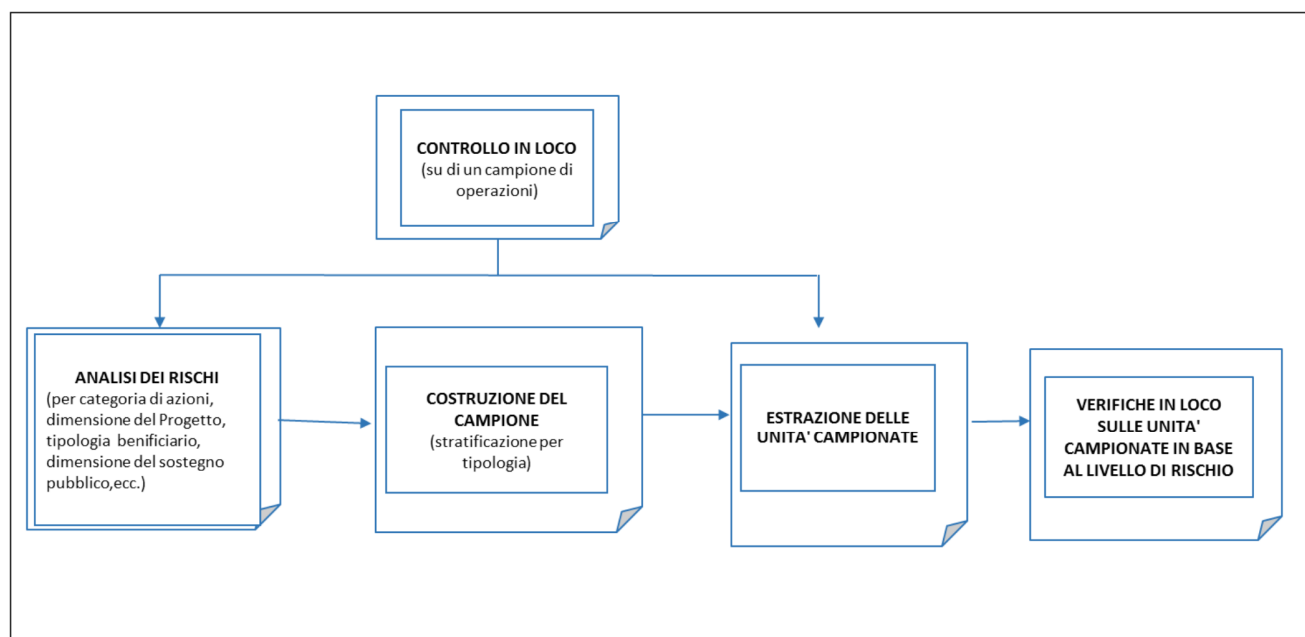 CONTROLLO IN LOCO
(su di un campione di
operazioni)
ANALISI DEI RISCHI
(per categoria di azioni,
dimensione del Progetto,
tipologia benificiario,
dimensione del sostegno
pubblico,ecc.)
COSTRUZIONE DEL
CAMPIONE
(stratificazione per
tipologia)
ESTRAZIONE DELLE
UNITA' CAMPIONATE
VERIFICHE IN LOCO
SULLE UNITA'
CAMPIONATE IN BASE
AL LIVELLO DI RISCHIO